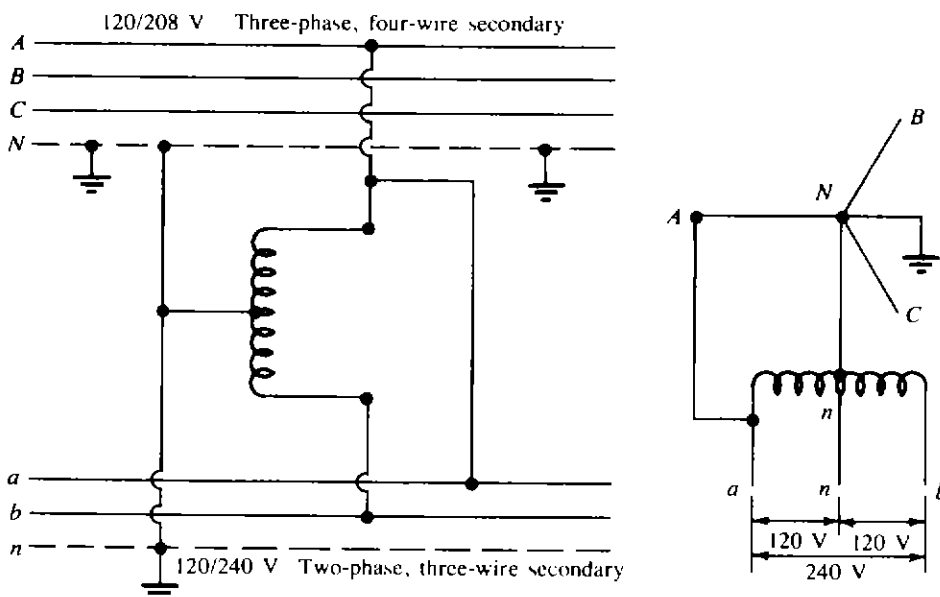 120/208 V Three-phase, four-wire secondary
A
B
C
N
a
b
n
120/240 V Two-phase, three-wire secondary
B
N
A
C
n
a n b
120 V 120 V
240 V